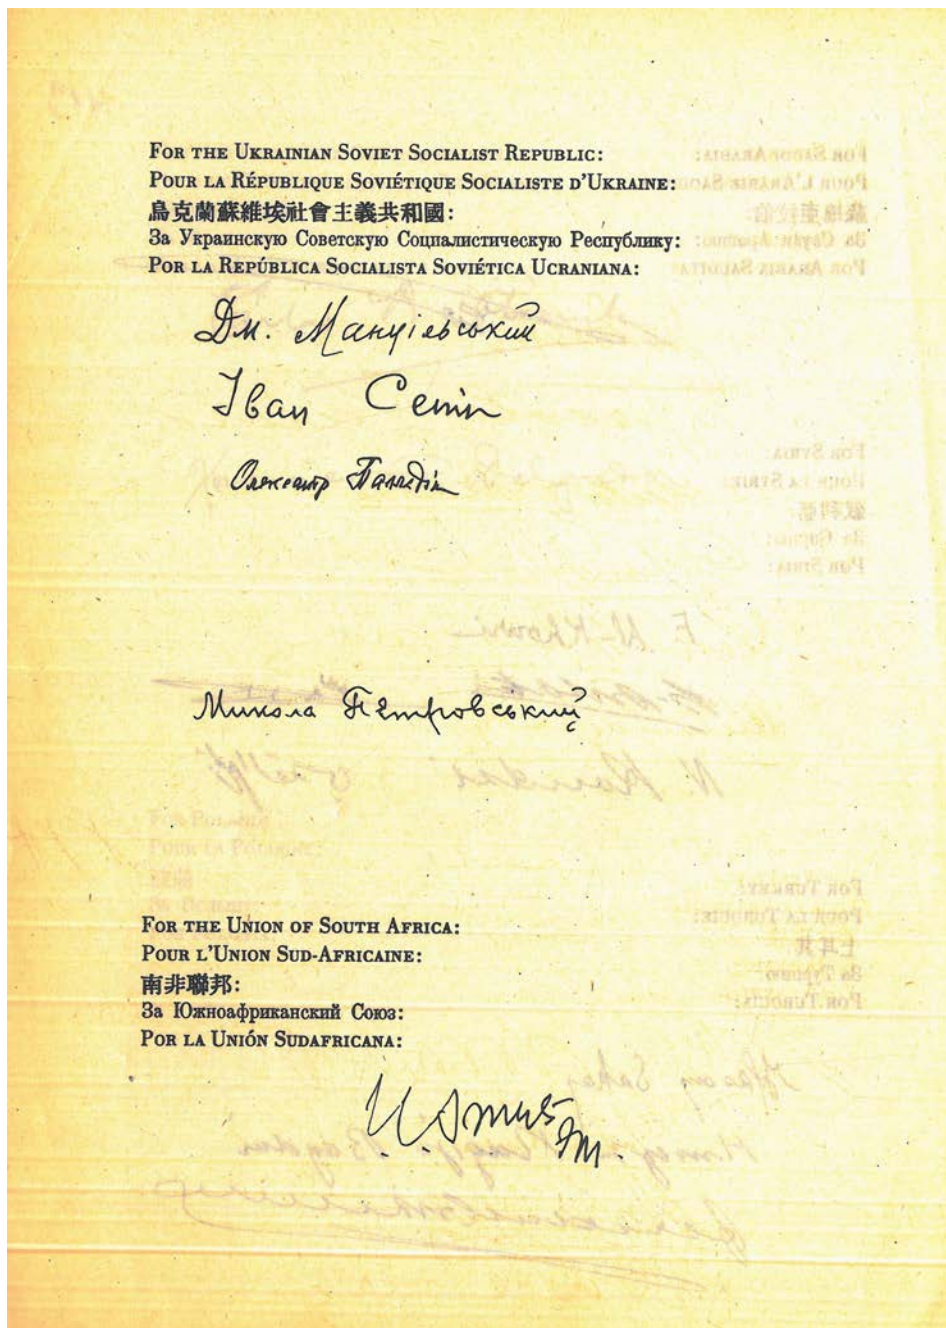 FOR THE UKRAINIAN SOVIET SOCIALIST REPUBLIC:
POUR LA RÉPUBLIQUE SOVIÉTIQUE SOCIALISTE D'UKRAINE:
烏克蘭蘇維埃社會主義共和國:
За Украинскую Советскую Социалистическую Республику:
POR LA REPÚBLICA SOCIALISTA SOVIÉTICA UCRANIANA:
Дм. Мануїльський
Іван Сенін
Олександр Палладін
Микола Петровський
FOR THE UNION OF SOUTH AFRICA:
POUR L'UNION SUD-AFRICAINE:
南非聯邦:
За Южноафриканский Союз:
POR LA UNIÓN SUDAFRICANA: